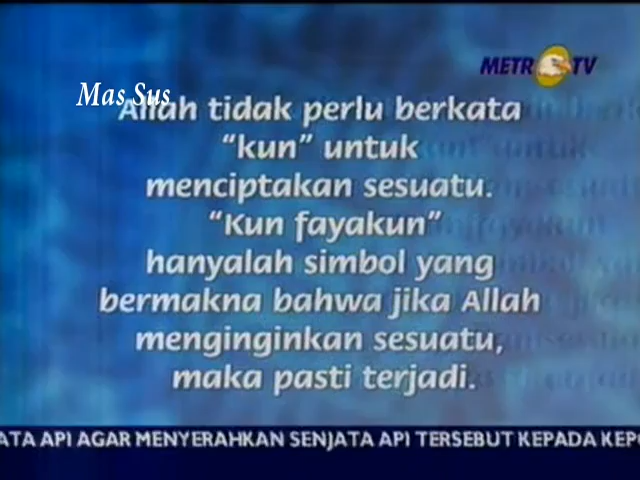 METRO TV
Mas Sus
Allah tidak perlu berkata
“kun” untuk
menciptakan sesuatu.
“Kun fayakun”
hanyalah simbol yang
bermakna bahwa jika Allah
menginginkan sesuatu,
maka pasti terjadi.
ATA API AGAR MENYERAHKAN SENJATA API TERSEBUT KEPADA KEPO